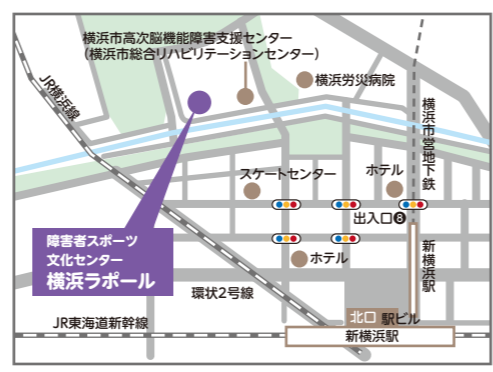 横浜市高次脳機能障害支援センター
（横浜市総合リハビリテーションセンター）
JR横浜線
横浜労災病院
横浜市営地下鉄
スケートセンター
ホテル
出入口❽
障害者スポーツ
文化センター
横浜ラポール
ホテル
新横浜駅
環状2号線
北口 駅ビル
JR東海道新幹線
新横浜駅